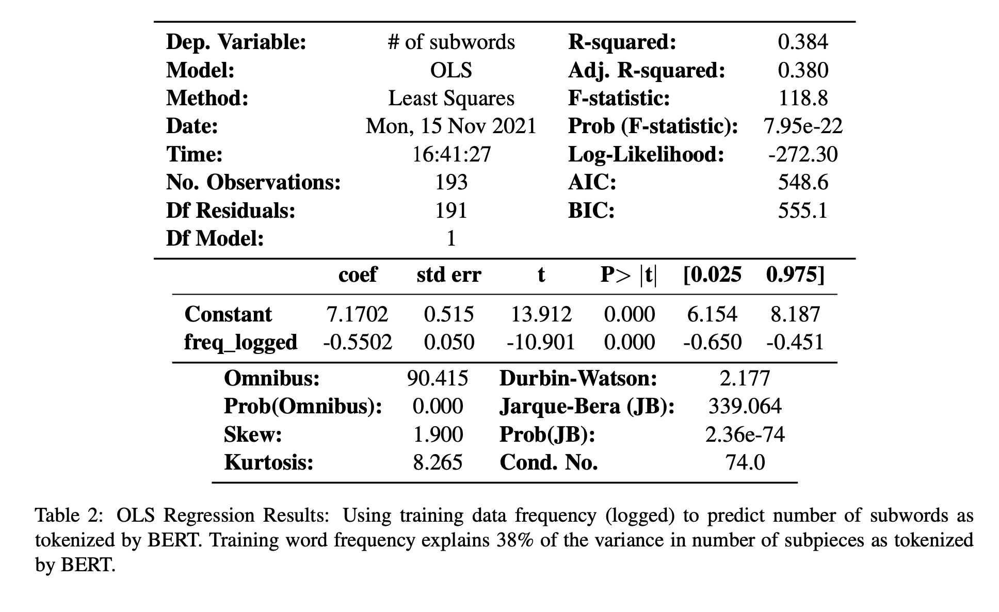 Dep. Variable: # of subwords R-squared: 0.384
Model: OLS Adj. R-squared: 0.380
Method: Least Squares F-statistic: 118.8
Date: Mon, 15 Nov 2021 Prob (F-statistic): 7.95e-22
Time: 16:41:27 Log-Likelihood: -272.30
No. Observations: 193 AIC: 548.6
Df Residuals: 191 BIC: 555.1
Df Model: 1
coef std err t P> |t| [0.025 0.975]
Constant 7.1702 0.515 13.912 0.000 6.154 8.187
freq_logged -0.5502 0.050 -10.901 0.000 -0.650 -0.451
Omnibus: 90.415 Durbin-Watson: 2.177
Prob(Omnibus): 0.000 Jarque-Bera (JB): 339.064
Skew: 1.900 Prob(JB): 2.36e-74
Kurtosis: 8.265 Cond. No. 74.0
Table 2: OLS Regression Results: Using training data frequency (logged) to predict number of subwords as
tokenized by BERT. Training word frequency explains 38% of the variance in number of subpieces as tokenized
by BERT.